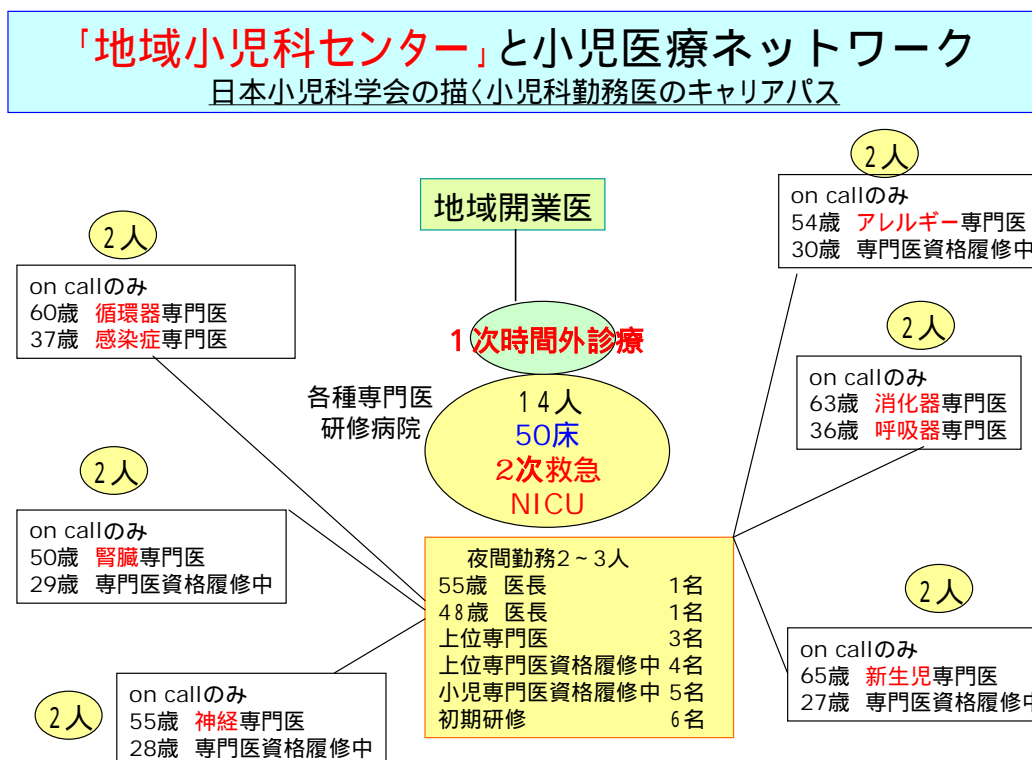 「地域小児科センター」と小児医療ネットワーク
日本小児科学会の描く小児科勤務医のキャリアパス
地域開業医
1次時間外診療
各種専門医
研修病院
14人
50床
2次救急
NICU
夜間勤務2～3人
55歳 医長 1名
48歳 医長 1名
上位専門医 3名
上位専門医資格履修中 4名
小児専門医資格履修中 5名
初期研修 6名
2人
on callのみ
60歳 循環器専門医
37歳 感染症専門医
2人
on callのみ
50歳 腎臓専門医
29歳 専門医資格履修中
2人
on callのみ
55歳 神経専門医
28歳 専門医資格履修中
2人
on callのみ
54歳 アレルギー専門医
30歳 専門医資格履修中
2人
on callのみ
63歳 消化器専門医
36歳 呼吸器専門医
2人
on callのみ
65歳 新生児専門医
27歳 専門医資格履修中